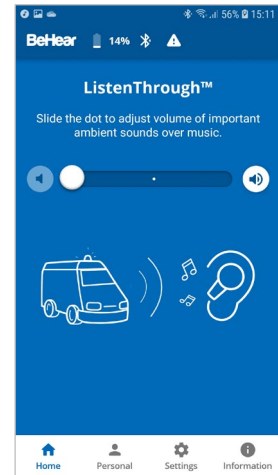 56% 15:11
BeHear 14%
ListenThrough™
Slide the dot to adjust volume of important
ambient sounds over music.
Home Personal Settings Information